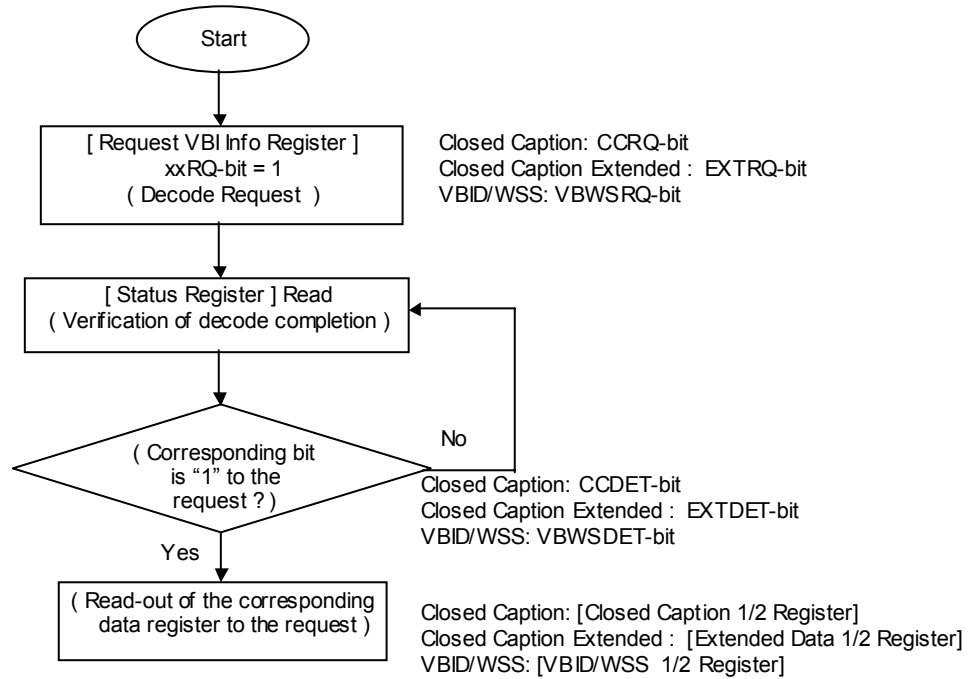 Start
[ Request VBI Info Register ]
xxRQ-bit = 1
( Decode Request )
Closed Caption: CCRQ-bit
Closed Caption Extended : EXTRQ-bit
VBID/WSS: VBWSRQ-bit
[ Status Register ] Read
( Verification of decode completion )
( Corresponding bit
is “1” to the
request ? )
No
Closed Caption: CCDET-bit
Closed Caption Extended : EXTDET-bit
VBID/WSS: VBWSDET-bit
Yes
( Read-out of the corresponding
data register to the request )
Closed Caption: [Closed Caption 1/2 Register]
Closed Caption Extended : [Extended Data 1/2 Register]
VBID/WSS: [VBID/WSS 1/2 Register]